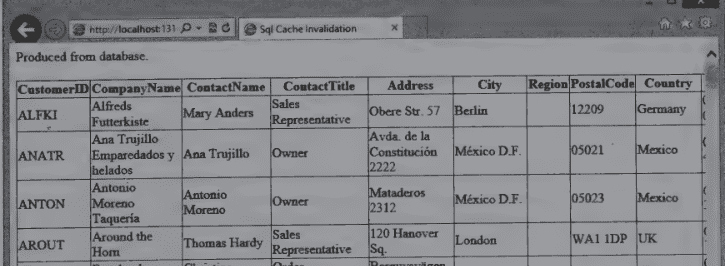 http://localhost:131
Sql Cache Invalidation
Produced from database.
CustomerID CompanyName ContactName ContactTitle Address City Region PostalCode Country
ALFKI Alfreds Futterkiste Mary Anders Sales Representative Obere Str. 57 Berlin 12209 Germany
ANATR Ana Trujillo Emparedados y helados Ana Trujillo Owner Avda. de la Constitución 2222 México D.F. 05021 Mexico
ANTON Antonio Moreno Taquería Antonio Moreno Owner Mataderos 2312 México D.F. 05023 Mexico
AROUT Around the Horn Thomas Hardy Sales Representative 120 Hanover Sq. London WA1 1DP UK